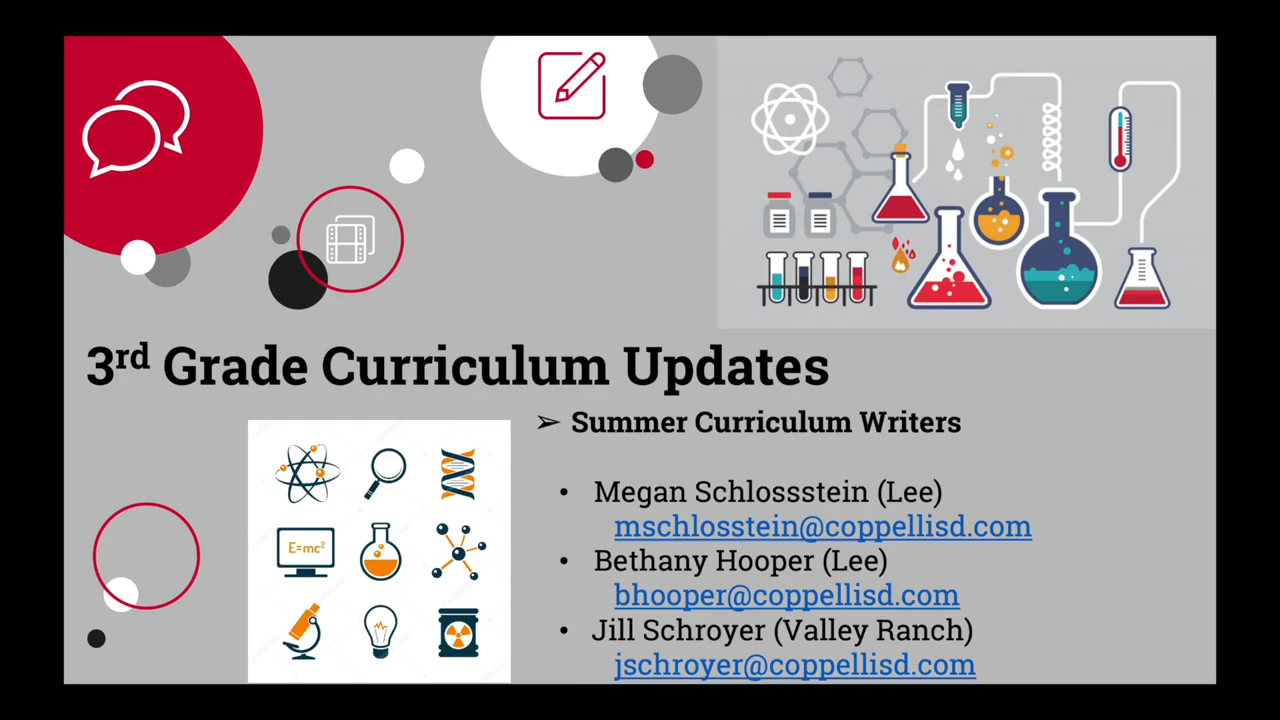 3rd Grade Curriculum Updates
➢ Summer Curriculum Writers
E=mc²
• Megan Schlossstein (Lee)
mschlosstein@coppellisd.com
• Bethany Hooper (Lee)
bhooper@coppellisd.com
• Jill Schroyer (Valley Ranch)
jschroyer@coppellisd.com